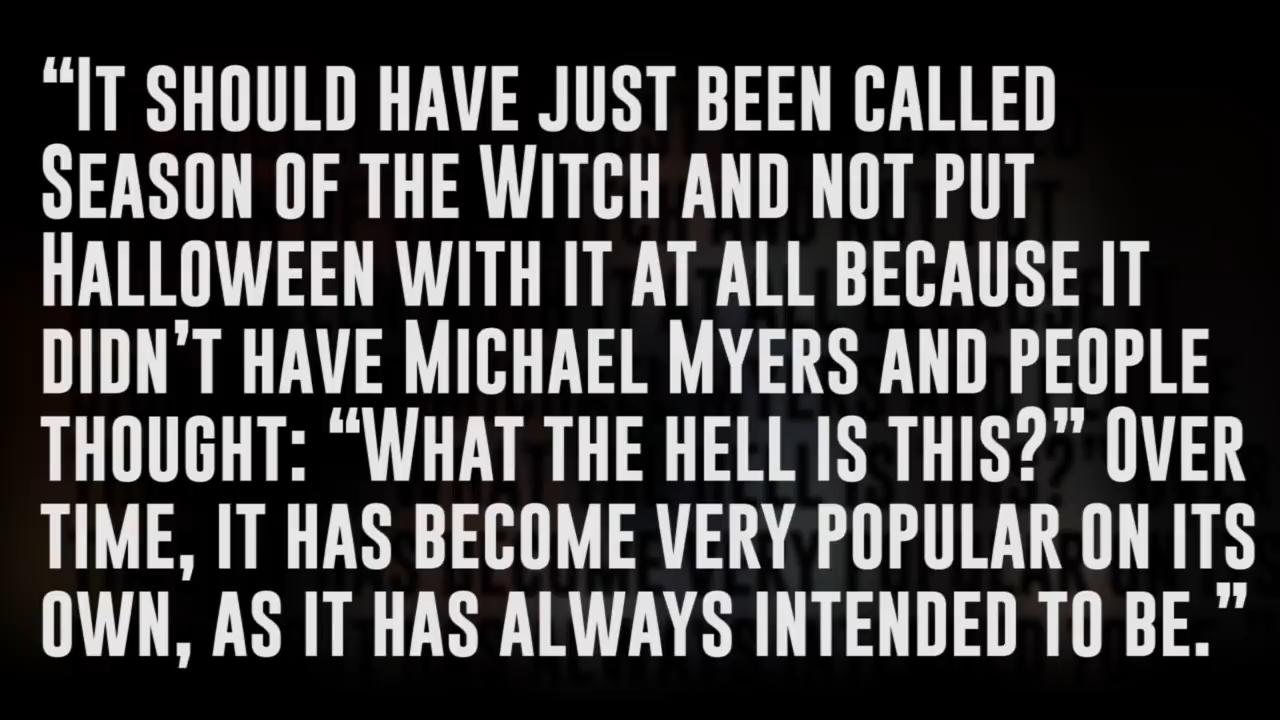 “It should have just been called
Season of the Witch and not put
Halloween with it at all because it
didn’t have Michael Myers and people
thought: “What the hell is this?” Over
time, it has become very popular on its
own, as it has always intended to be.”